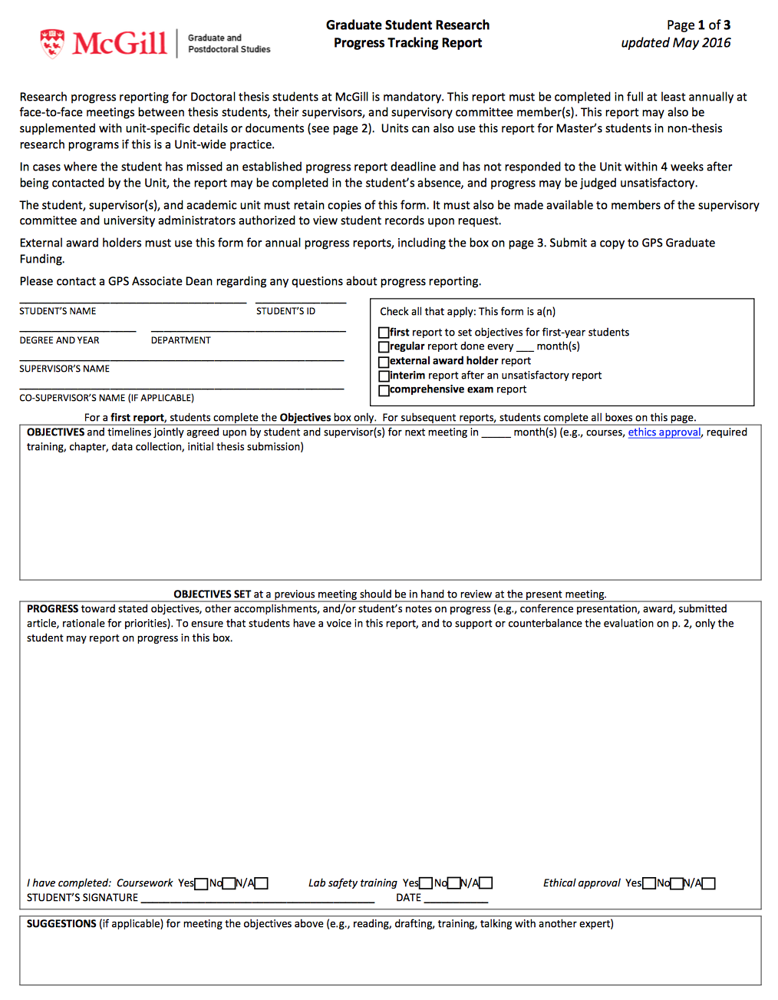 McGill
Graduate and
Postdoctoral Studies
Graduate Student Research
Progress Tracking Report
Page 1 of 3
updated May 2016
Research progress reporting for Doctoral thesis students at McGill is mandatory. This report must be completed in full at least annually at
face-to-face meetings between thesis students, their supervisors, and supervisory committee member(s). This report may also be
supplemented with unit-specific details or documents (see page 2).  Units can also use this report for Master's students in non-thesis
research programs if this is a Unit-wide practice.
In cases where the student has missed an established progress report deadline and has not responded to the Unit within 4 weeks after
being contacted by the Unit, the report may be completed in the student's absence, and progress may be judged unsatisfactory.
The student, supervisor(s), and academic unit must retain copies of this form. It must also be made available to members of the supervisory
committee and university administrators authorized to view student records upon request.
External award holders must use this form for annual progress reports, including the box on page 3. Submit a copy to GPS Graduate
Funding.
Please contact a GPS Associate Dean regarding any questions about progress reporting.
STUDENT'S NAME STUDENT'S ID
DEGREE AND YEAR DEPARTMENT
SUPERVISOR'S NAME
CO-SUPERVISOR'S NAME (IF APPLICABLE)
Check all that apply: This form is a(n)
first report to set objectives for first-year students
regular report done every ___ month(s)
external award holder report
interim report after an unsatisfactory report
comprehensive exam report
For a first report, students complete the Objectives box only.  For subsequent reports, students complete all boxes on this page.
OBJECTIVES and timelines jointly agreed upon by student and supervisor(s) for next meeting in _____ month(s) (e.g., courses, ethics approval, required
training, chapter, data collection, initial thesis submission)
OBJECTIVES SET at a previous meeting should be in hand to review at the present meeting.
PROGRESS toward stated objectives, other accomplishments, and/or student's notes on progress (e.g., conference presentation, award, submitted
article, rationale for priorities). To ensure that students have a voice in this report, and to support or counterbalance the evaluation on p. 2, only the
student may report on progress in this box.
I have completed: Coursework Yes No N/A Lab safety training Yes No N/A Ethical approval Yes No N/A
STUDENT'S SIGNATURE ________________________________________ DATE ___________
SUGGESTIONS (if applicable) for meeting the objectives above (e.g., reading, drafting, training, talking with another expert)